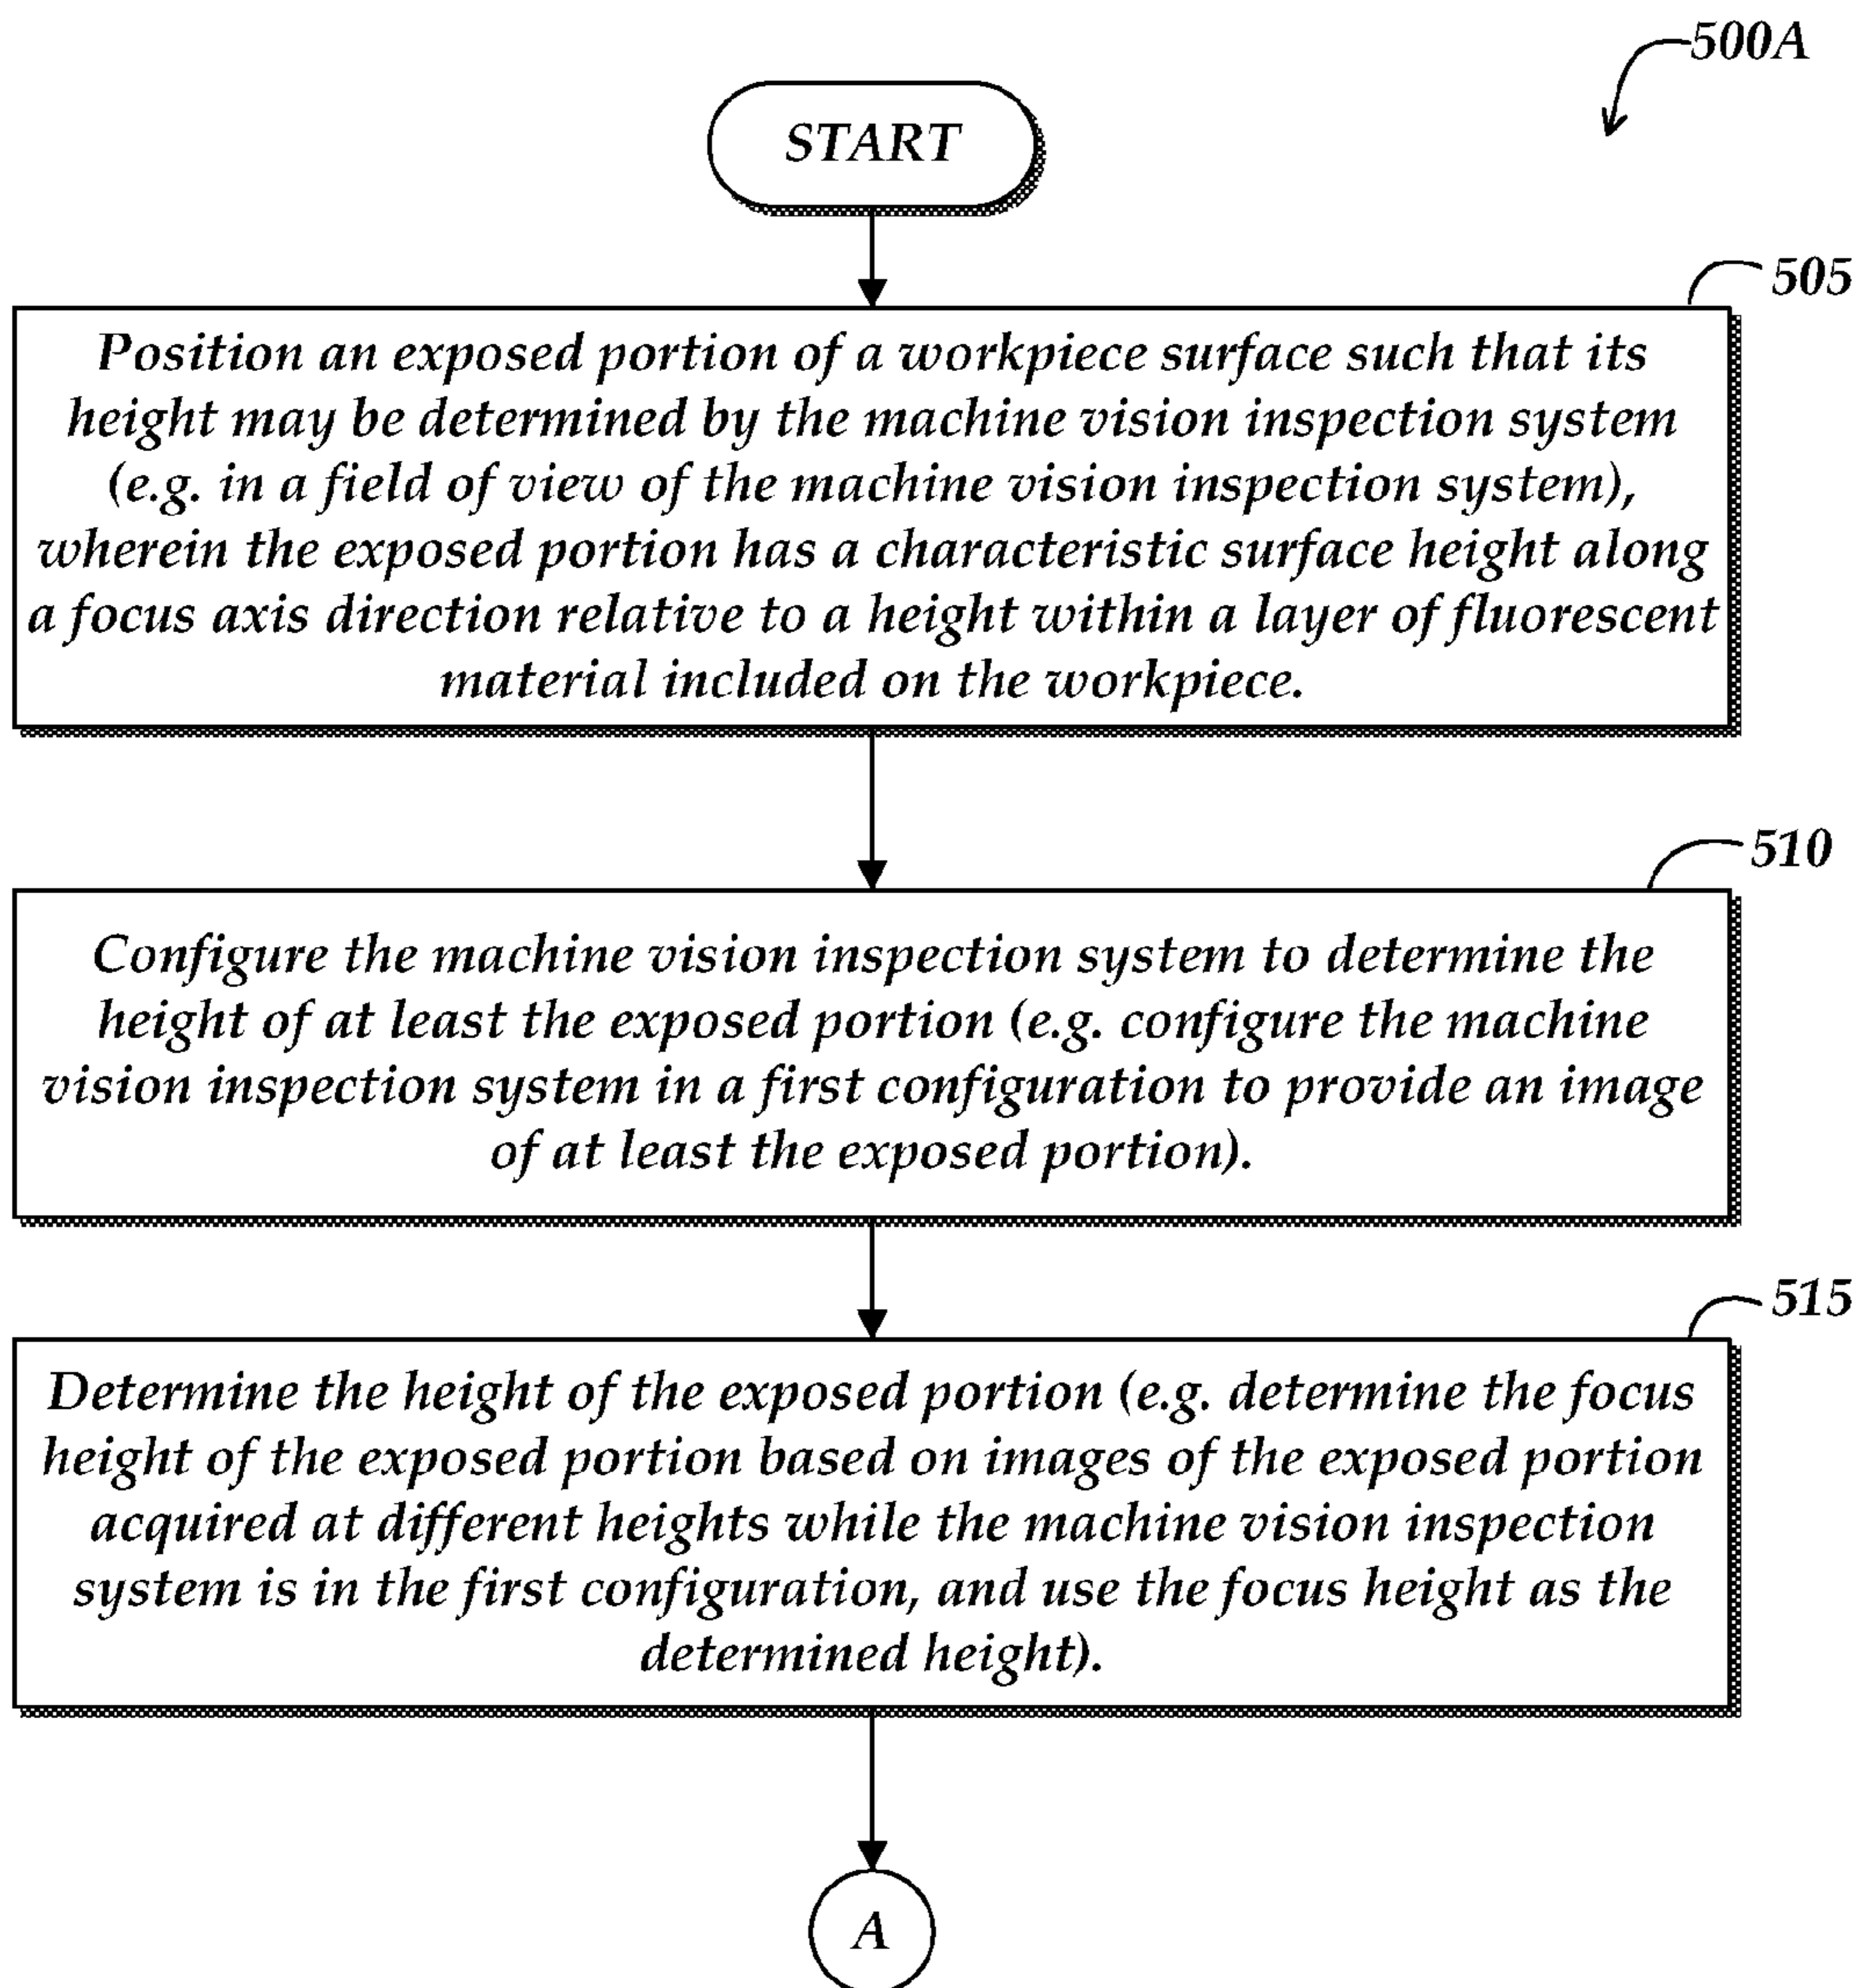 500A
START
505
Position an exposed portion of a workpiece surface such that its
height may be determined by the machine vision inspection system
(e.g. in a field of view of the machine vision inspection system),
wherein the exposed portion has a characteristic surface height along
a focus axis direction relative to a height within a layer of fluorescent
material included on the workpiece.
510
Configure the machine vision inspection system to determine the
height of at least the exposed portion (e.g. configure the machine
vision inspection system in a first configuration to provide an image
of at least the exposed portion).
515
Determine the height of the exposed portion (e.g. determine the focus
height of the exposed portion based on images of the exposed portion
acquired at different heights while the machine vision inspection
system is in the first configuration, and use the focus height as the
determined height).
A